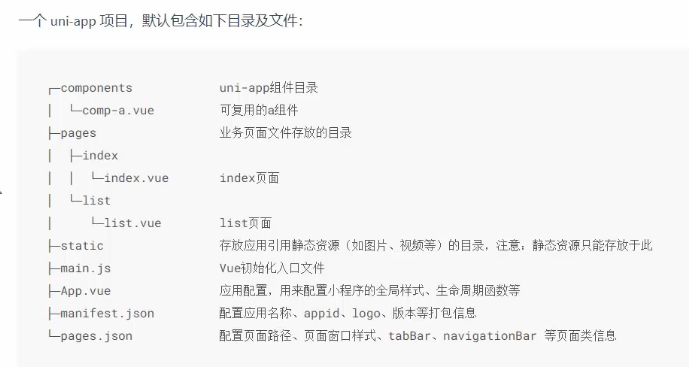 一个 uni-app 项目，默认包含如下目录及文件：
┌─components uni-app组件目录
│ └─comp-a.vue 可复用的a组件
├─pages 业务页面文件存放的目录
│ ├─index
│ │ └─index.vue index页面
│ └─list
│ └─list.vue list页面
├─static 存放应用引用静态资源（如图片、视频等）的目录，注意：静态资源只能存放于此
├─main.js Vue初始化入口文件
├─App.vue 应用配置，用来配置小程序的全局样式、生命周期函数等
├─manifest.json 配置应用名称、appid、logo、版本等打包信息
└─pages.json 配置页面路径、页面窗口样式、tabBar、navigationBar 等页面类信息